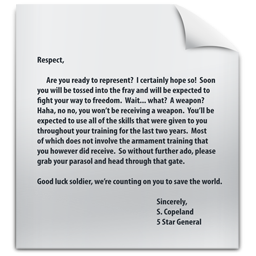 Respect,
Are you ready to represent?  I certainly hope so!  Soon
you will be tossed into the fray and will be expected to
fight your way to freedom.  Wait... what?  A weapon?
Haha, no no, you won't be receiving a weapon.  You'll be
expected to use all of the skills that were given to you
throughout your training for the last two years.  Most
of which does not involve the armament training that
you however did receive.  So without further ado, please
grab your parasol and head through that gate.
Good luck soldier, we're counting on you to save the world.
Sincerely,
S. Copeland
5 Star General